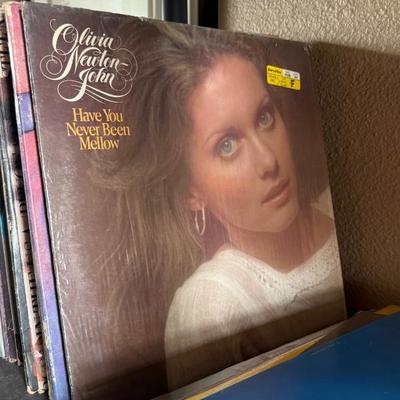 Olivia
Newton-
John
Have You
Never Been
Mellow